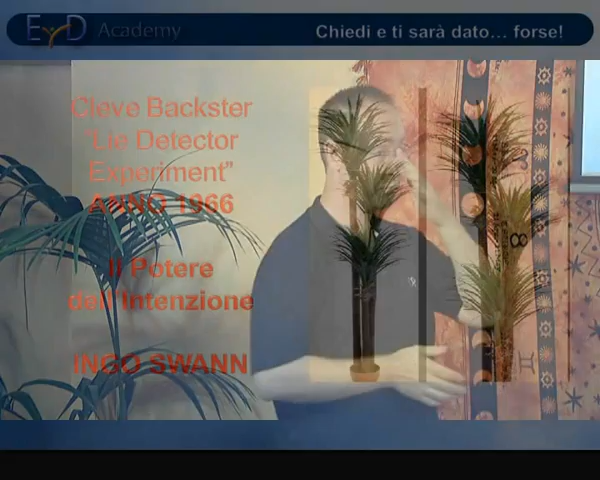 EyD Academy
Chiedi e ti sarà dato... forse!
Cleve Backster
"Lie Detector
Experiment"
ANNO 1966
Il Potere
dell'Intenzione
INGO SWANN